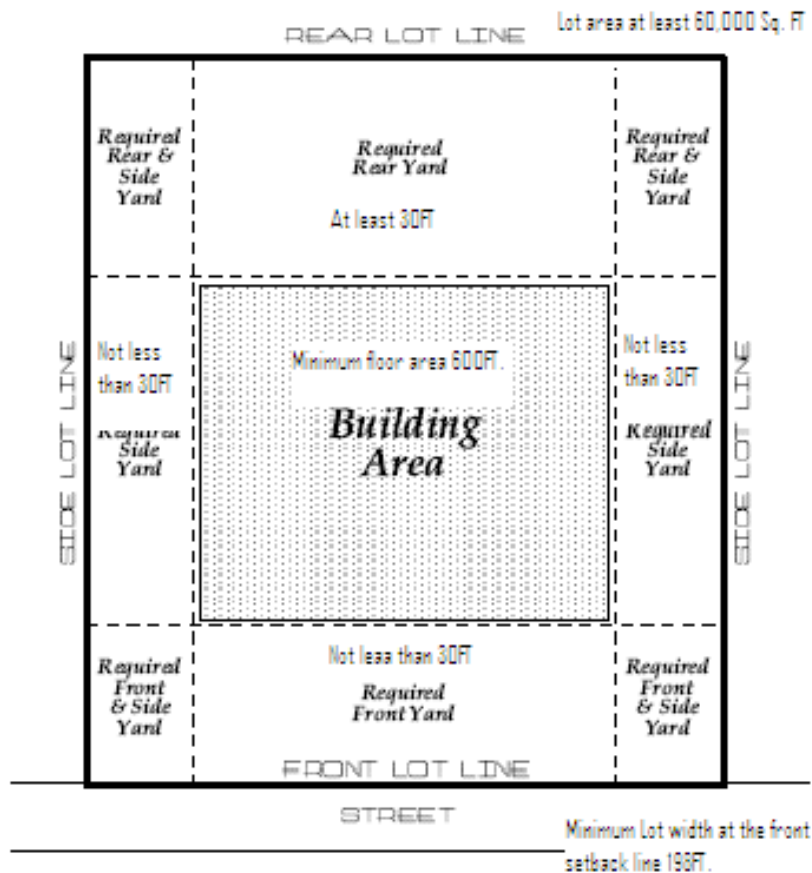 Lot area at least 60,000 Sq. FT
REAR LOT LINE
Required
Rear &
Side
Yard
Required
Rear Yard
At least 30FT
Required
Rear &
Side
Yard
SIDE LOT LINE
Not less
than 30FT
Required
Side
Yard
Minimum floor area 600FT.
Building
Area
Not less
than 30FT
Required
Side
Yard
SIDE LOT LINE
Required
Front
& Side
Yard
Not less than 30FT
Required
Front Yard
Required
Front
& Side
Yard
FRONT LOT LINE
STREET
Minimum Lot width at the front
setback line 198FT.